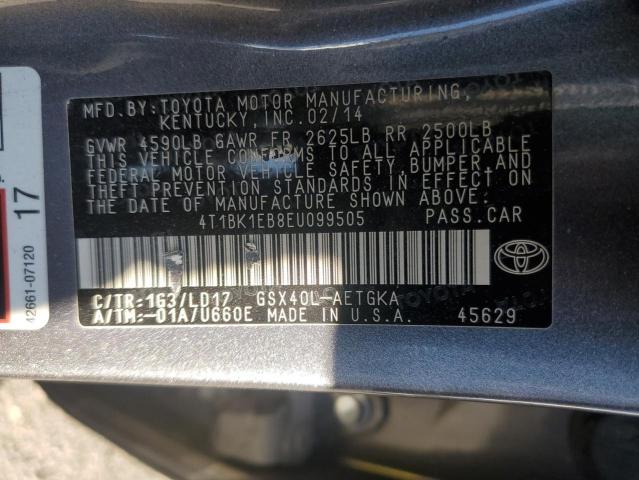 MFD.BY:TOYOTA MOTOR MANUFACTURING,
KENTUCKY, INC.02/14
GVWR 4590LB GAWR FR 2625LB RR 2500LB
THIS VEHICLE CONFORMS TO ALL APPLICABLE
FEDERAL MOTOR VEHICLE SAFETY,BUMPER,AND
THEFT PREVENTION STANDARDS IN EFFECT ON
THE DATE OF MANUFACTURE SHOWN ABOVE:
4T1BK1EB8EU099505 PASS.CAR
C/TR:1G3/LD17 GSX40L-AETGKA
A/TM:-01A/U660E MADE IN U.S.A. 45629
TOYOTA
17
42661-07120